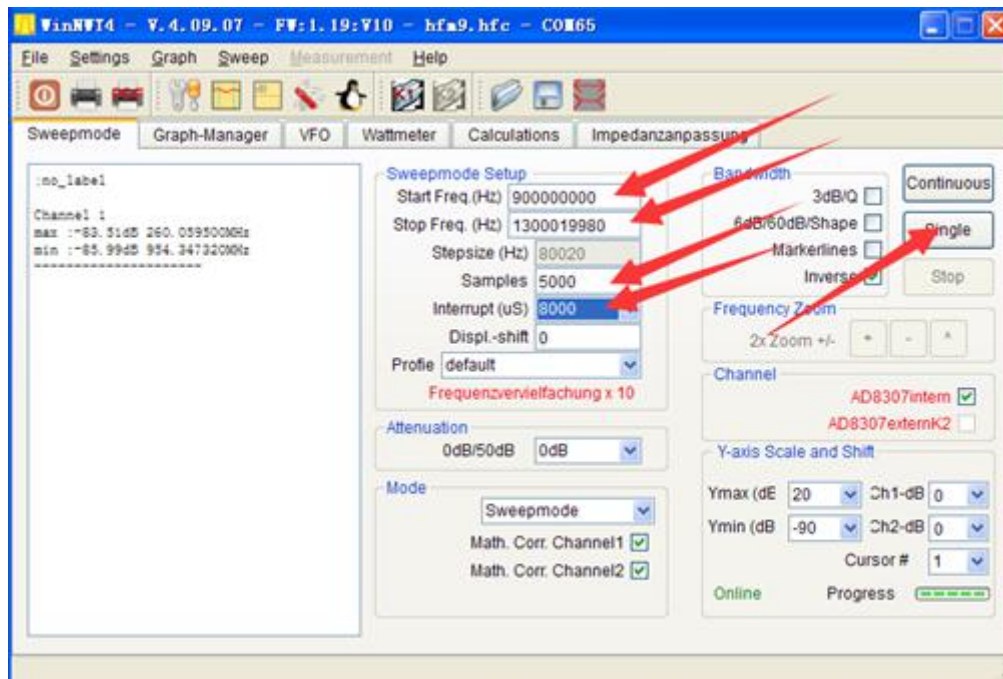 WinNWT4 - V.4.09.07 - FW:1.19:V10 - hfm9.hfc - COM65
File Settings Graph Sweep Measurement Help
Sweepmode Graph-Manager VFO Wattmeter Calculations Impedanzanpassung
:no_label
Channel 1
max :-83.51dB 260.059500MHz
min :-85.99dB 954.347320MHz
---------------------
Sweepmode Setup
Start Freq.(Hz) 900000000
Stop Freq. (Hz) 1300019980
Stepsize (Hz) 80020
Samples 5000
Interrupt (uS) 8000
Displ.-shift 0
Profie default
Frequenzvervielfachung x 10
Attenuation
0dB/50dB 0dB
Mode
Sweepmode
Math. Corr. Channel1
Math. Corr. Channel2
Bandwidth
3dB/Q
6dB/60dB/Shape
Markerlines
Inverse
Continuous
Single
Stop
Frequency Zoom
2x Zoom +/- + - ^
Channel
AD8307intern
AD8307externK2
Y-axis Scale and Shift
Ymax (dE 20 Ch1-dB 0
Ymin (dB -90 Ch2-dB 0
Cursor # 1
Online Progress